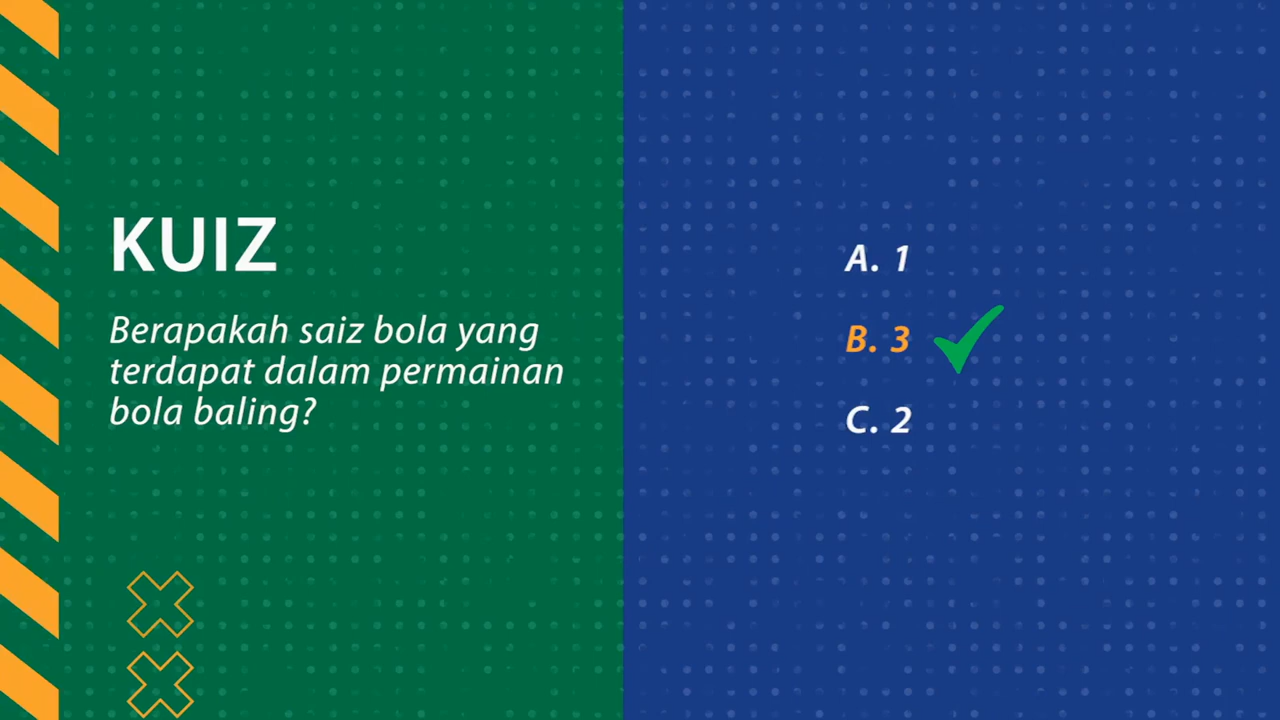 KUIZ
Berapakah saiz bola yang
terdapat dalam permainan
bola baling?
A. 1
B. 3
C. 2